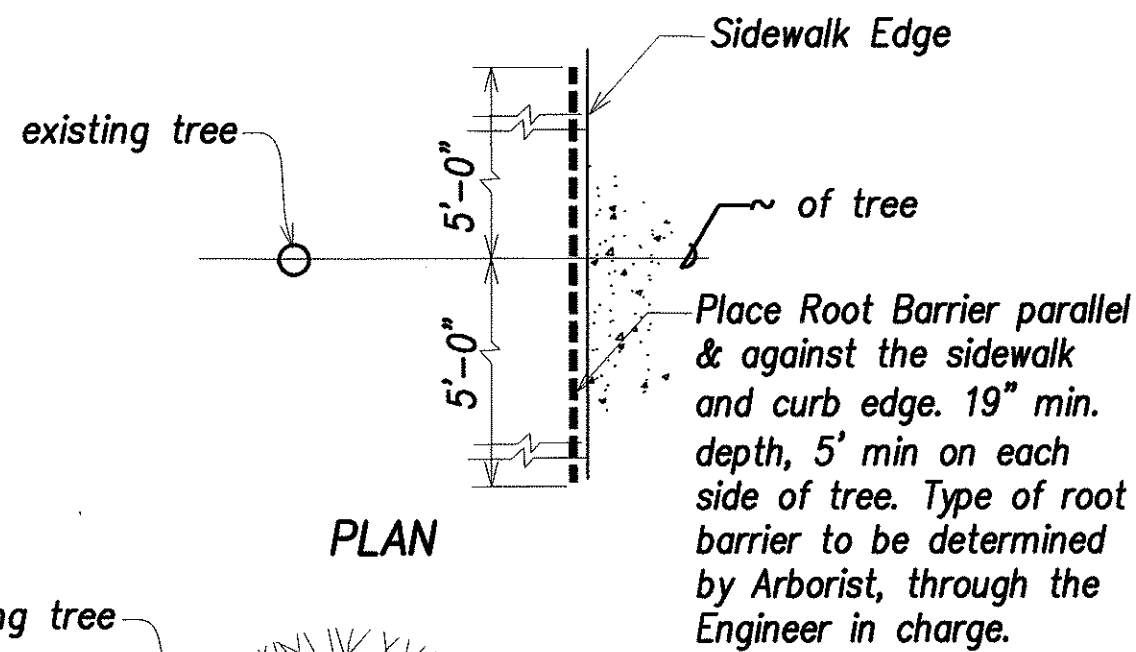 Sidewalk Edge
existing tree
5'-0"
~ of tree
5'-0"
Place Root Barrier parallel
& against the sidewalk
and curb edge. 19" min.
depth, 5' min on each
side of tree. Type of root
barrier to be determined
by Arborist, through the
Engineer in charge.
PLAN
ng tree